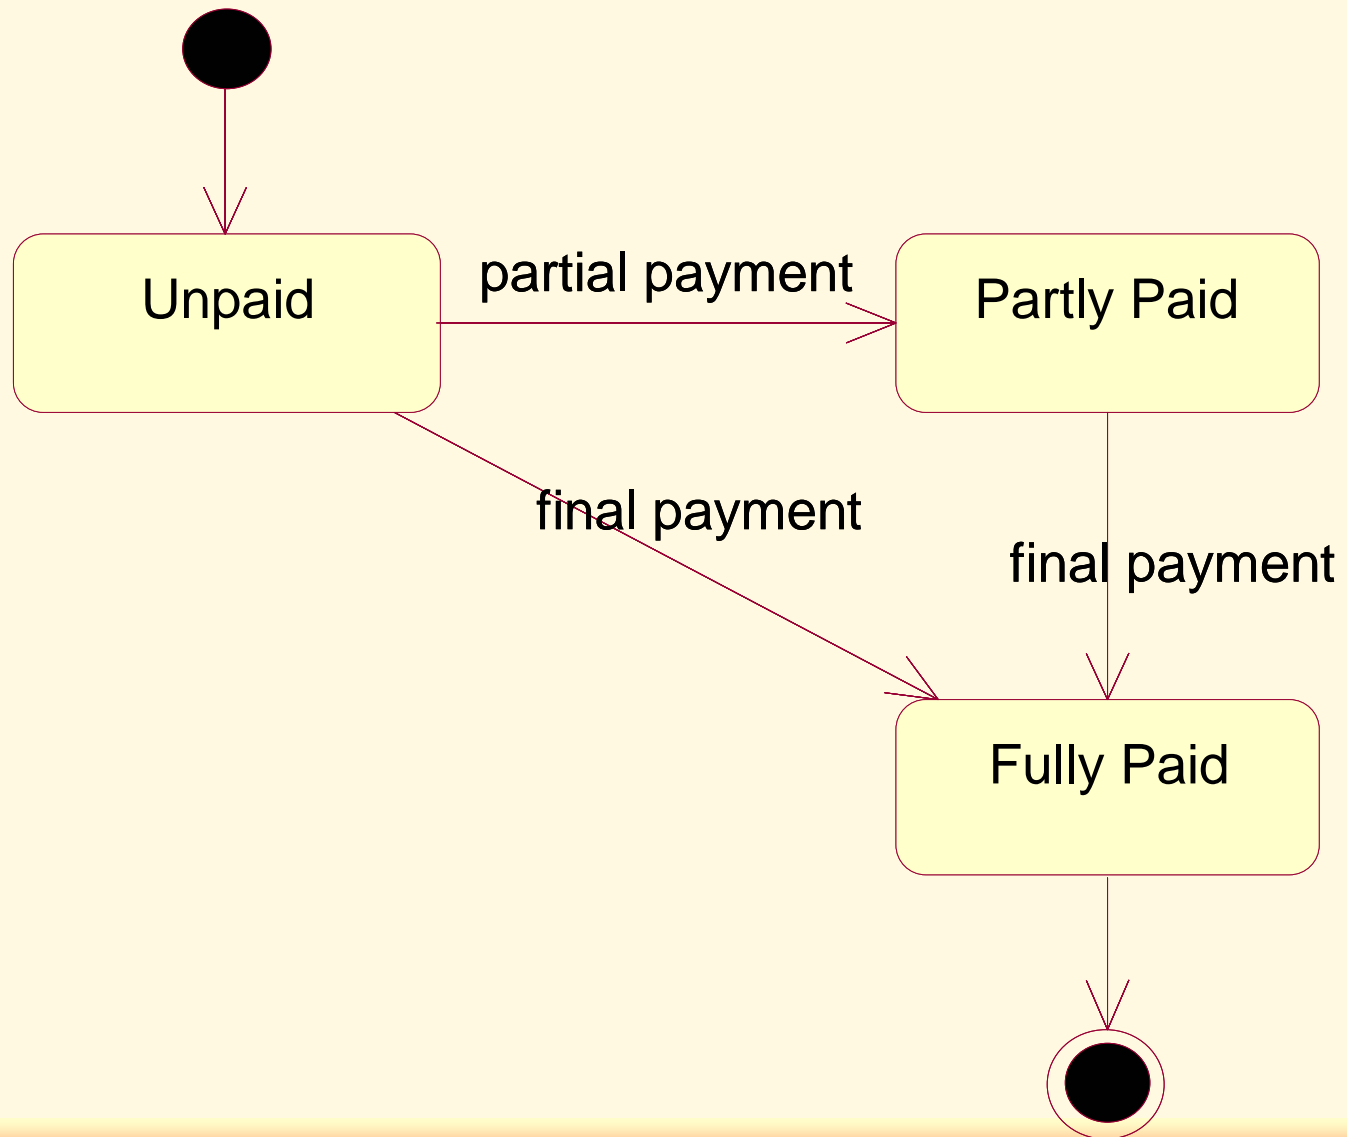 Unpaid
partial payment
Partly Paid
final payment
final payment
Fully Paid